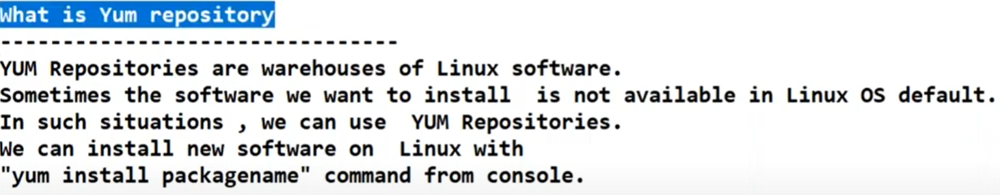 What is Yum repository
--------------------------------
YUM Repositories are warehouses of Linux software.
Sometimes the software we want to install  is not available in Linux OS default.
In such situations , we can use  YUM Repositories.
We can install new software on  Linux with
"yum install packagename" command from console.